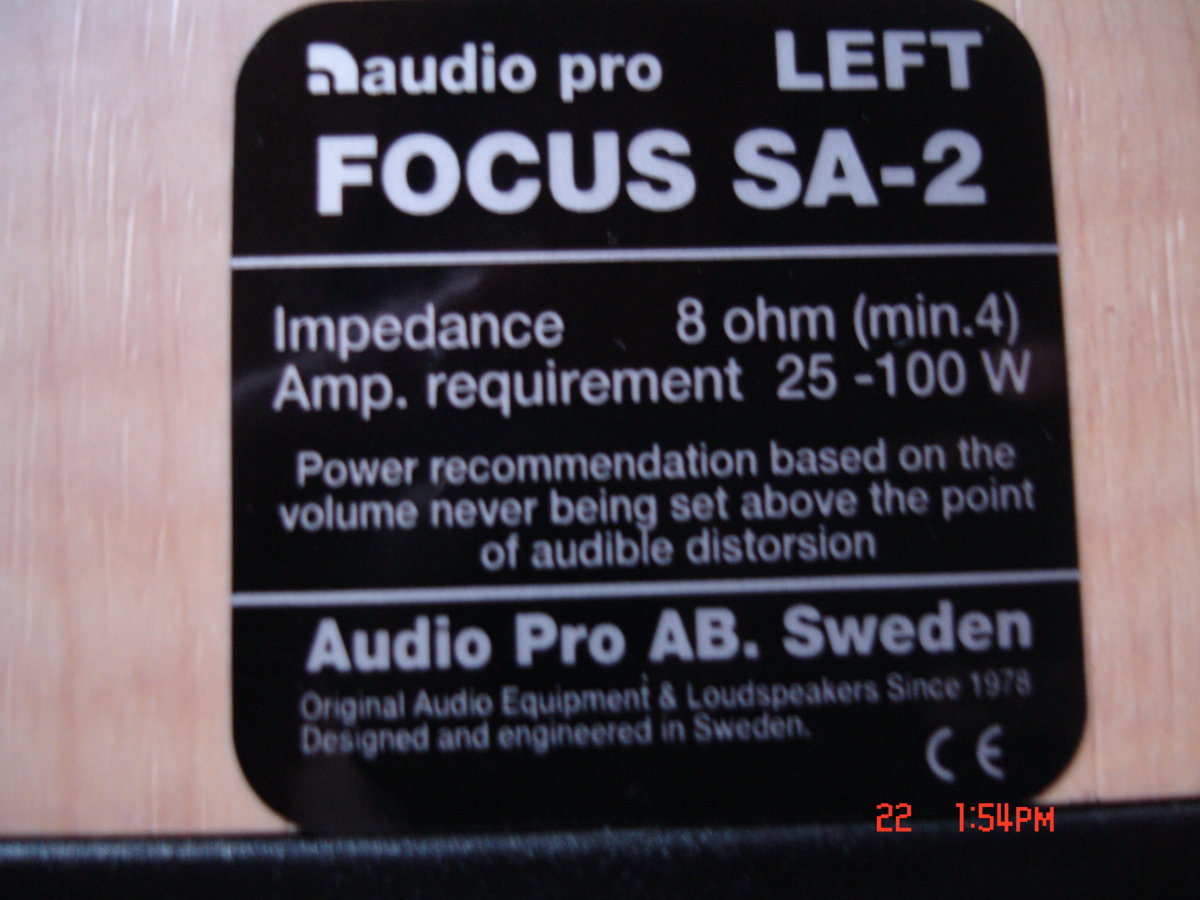 audio pro LEFT
FOCUS SA-2
Impedance 8 ohm (min.4)
Amp. requirement 25 -100 W
Power recommendation based on the
volume never being set above the point
of audible distorsion
Audio Pro AB. Sweden
Original Audio Equipment & Loudspeakers Since 1978
Designed and engineered in Sweden.
CE
22 1:54PM